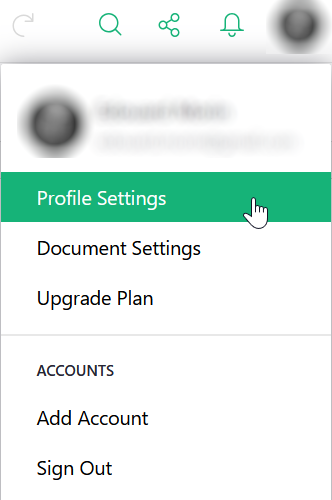 Profile Settings
Document Settings
Upgrade Plan
ACCOUNTS
Add Account
Sign Out